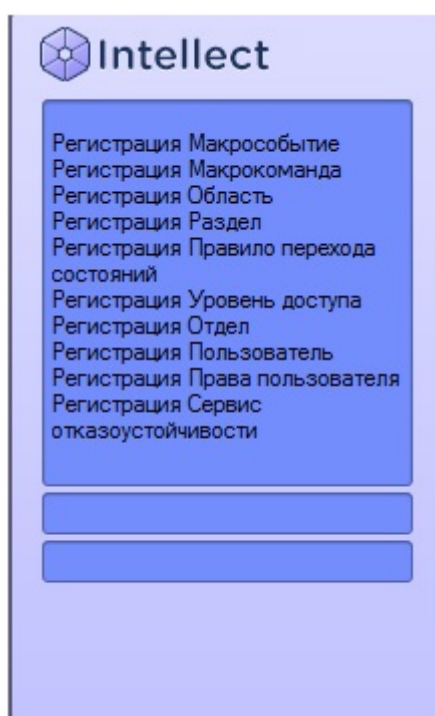 Intellect
Регистрация Макрособытие
Регистрация Макрокоманда
Регистрация Область
Регистрация Раздел
Регистрация Правило перехода
состояний
Регистрация Уровень доступа
Регистрация Отдел
Регистрация Пользователь
Регистрация Права пользователя
Регистрация Сервис
отказоустойчивости